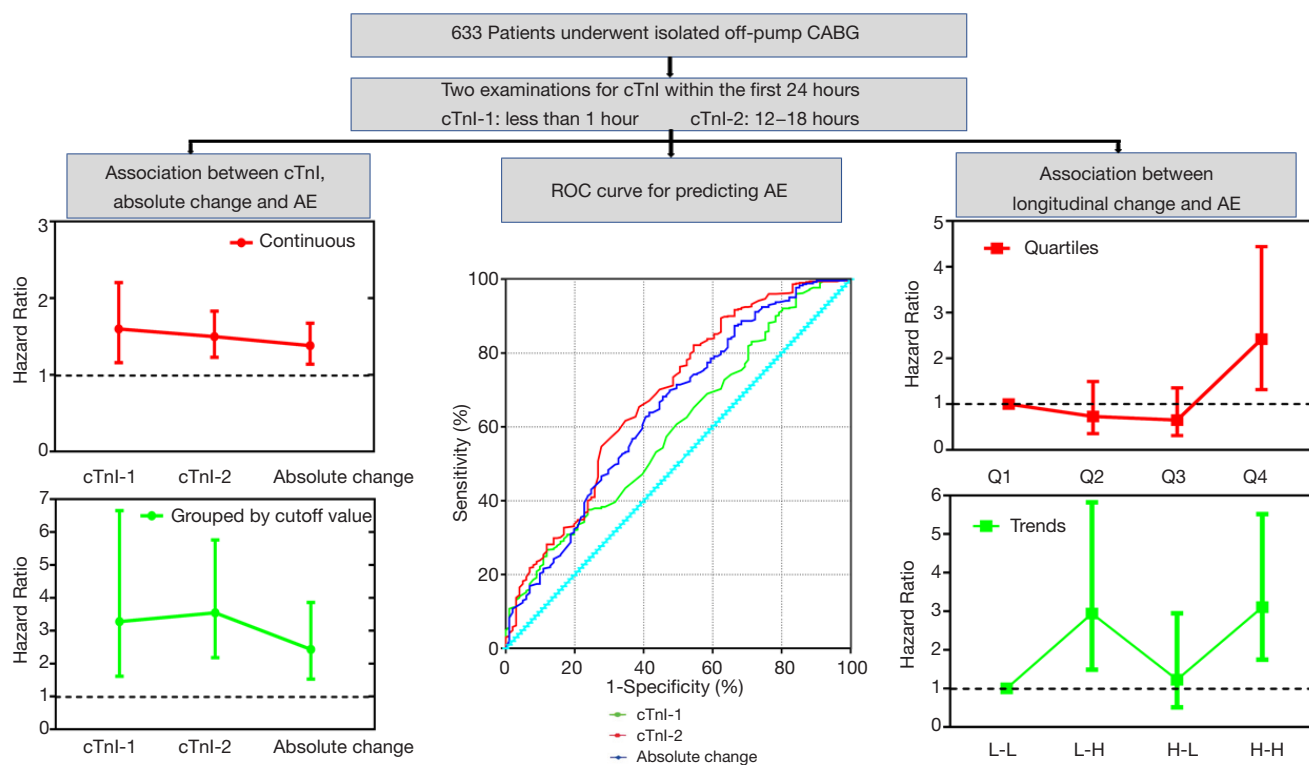 633 Patients underwent isolated off-pump CABG
Two examinations for cTnI within the first 24 hours
cTnI-1: less than 1 hour cTnI-2: 12–18 hours
Association between cTnI,
absolute change and AE
3
2
1
0
Hazard Ratio
Continuous
cTnI-1 cTnI-2 Absolute change
7
6
5
4
3
2
1
0
Hazard Ratio
Grouped by cutoff value
cTnI-1 cTnI-2 Absolute change
ROC curve for predicting AE
100
80
60
40
20
0
Sensitivity (%)
0 20 40 60 80 100
1-Specificity (%)
cTnI-1
cTnI-2
Absolute change
Association between
longitudinal change and AE
5
4
3
2
1
0
Hazard Ratio
Quartiles
Q1 Q2 Q3 Q4
6
5
4
3
2
1
0
Hazard Ratio
Trends
L-L L-H H-L H-H